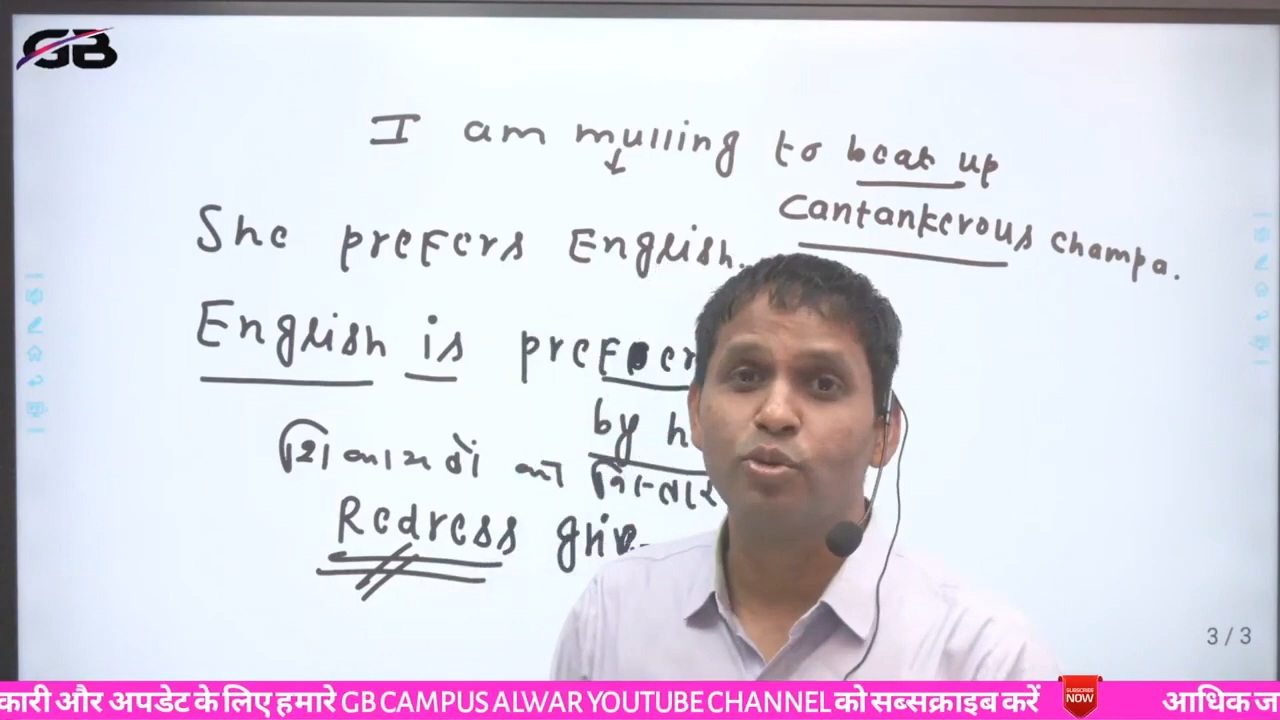 GB
I am mulling to beat up
cantankerous champa.
She prefers English.
English is prefer
by h
शिकायतों का
Redress griv
3 / 3
कारी और अपडेट के लिए हमारे GB CAMPUS ALWAR YOUTUBE CHANNEL को सब्सक्राइब करें SUBSCRIBE NOW आधिक ज